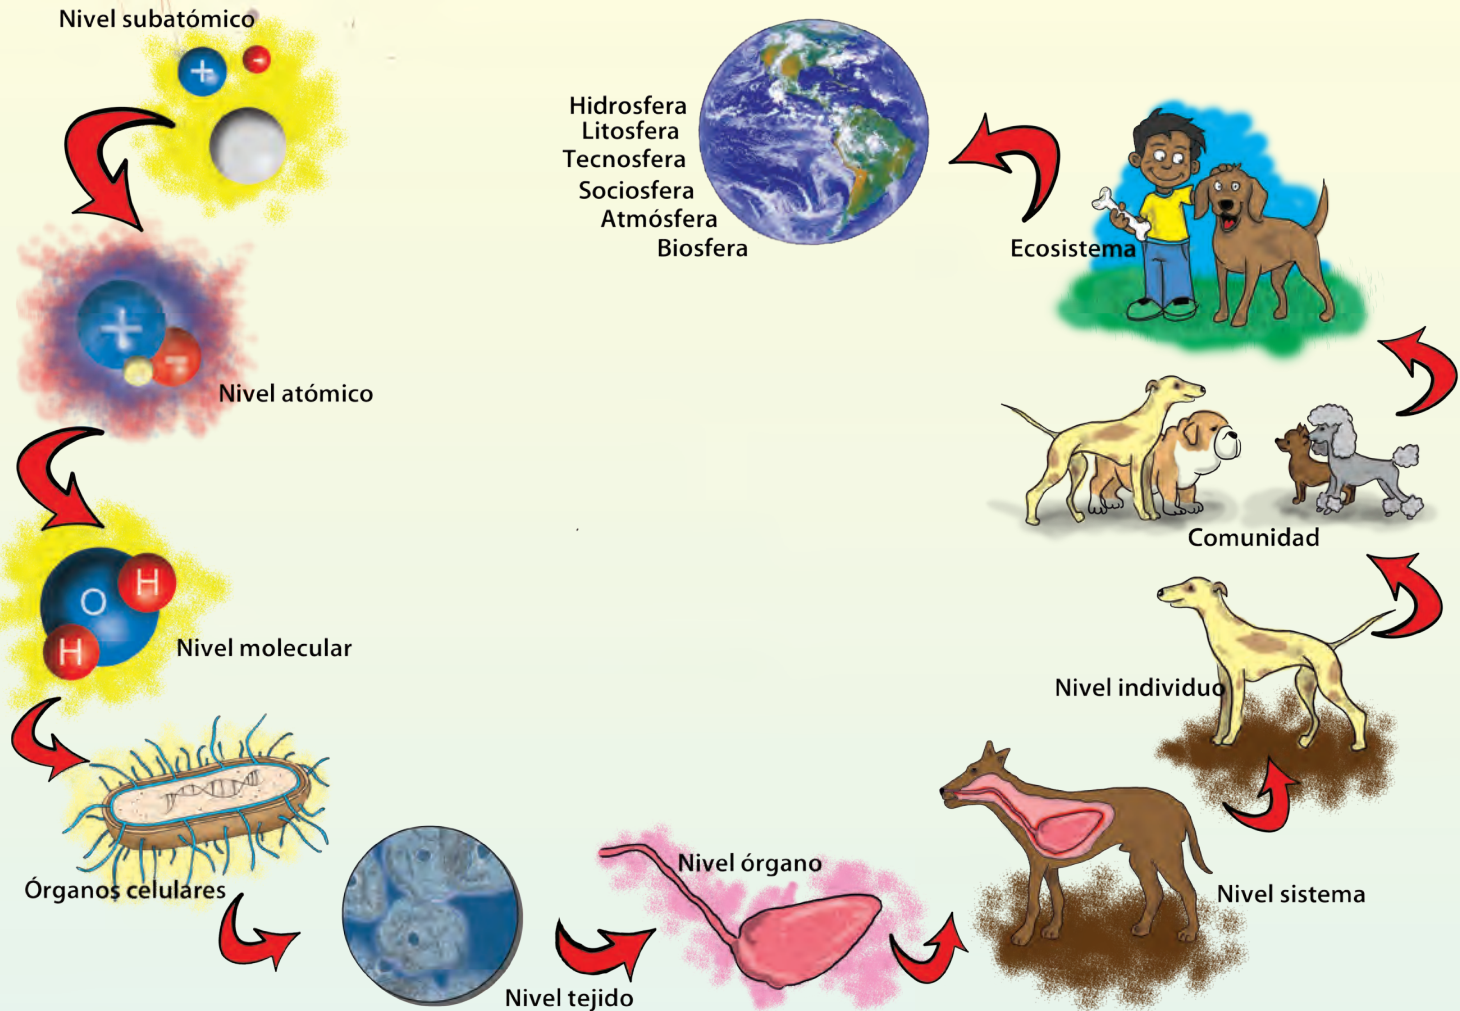 Nivel subatómico
+
-
+
-
Nivel atómico
O
H
H
Nivel molecular
Órganos celulares
Nivel tejido
Nivel órgano
Nivel sistema
Nivel individuo
Comunidad
Ecosistema
Hidrosfera
Litosfera
Tecnosfera
Sociosfera
Atmósfera
Biosfera